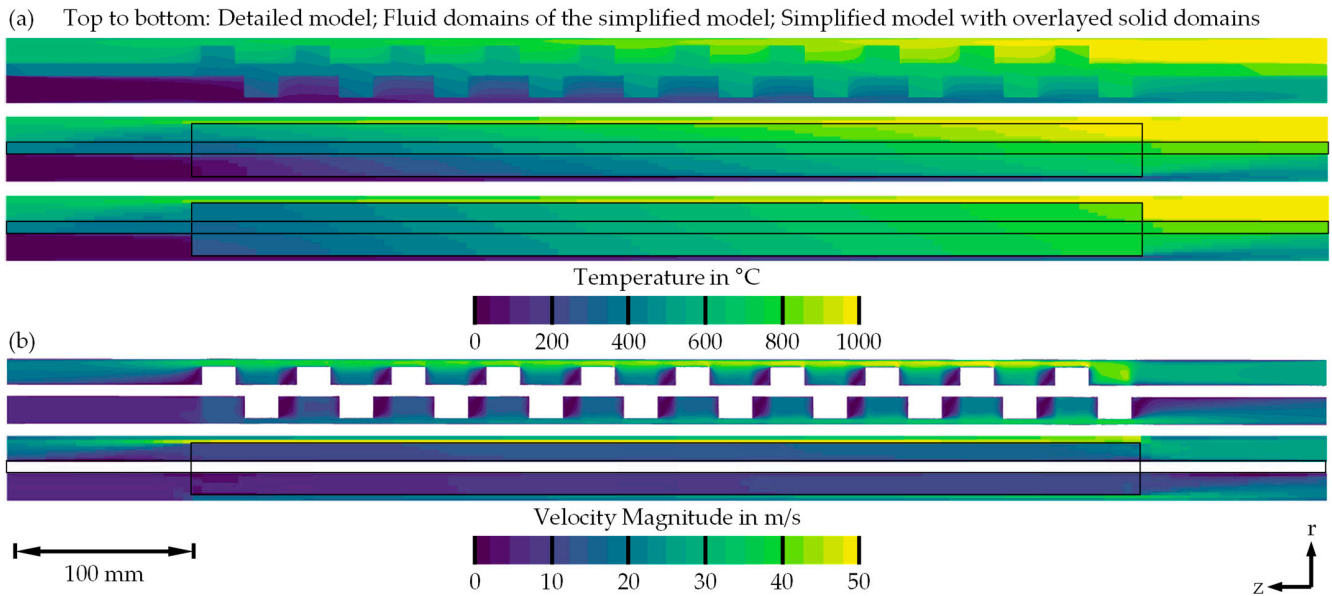 (a) Top to bottom: Detailed model; Fluid domains of the simplified model; Simplified model with overlayed solid domains
Temperature in °C
0 200 400 600 800 1000
(b)
Velocity Magnitude in m/s
0 10 20 30 40 50
100 mm
r
z